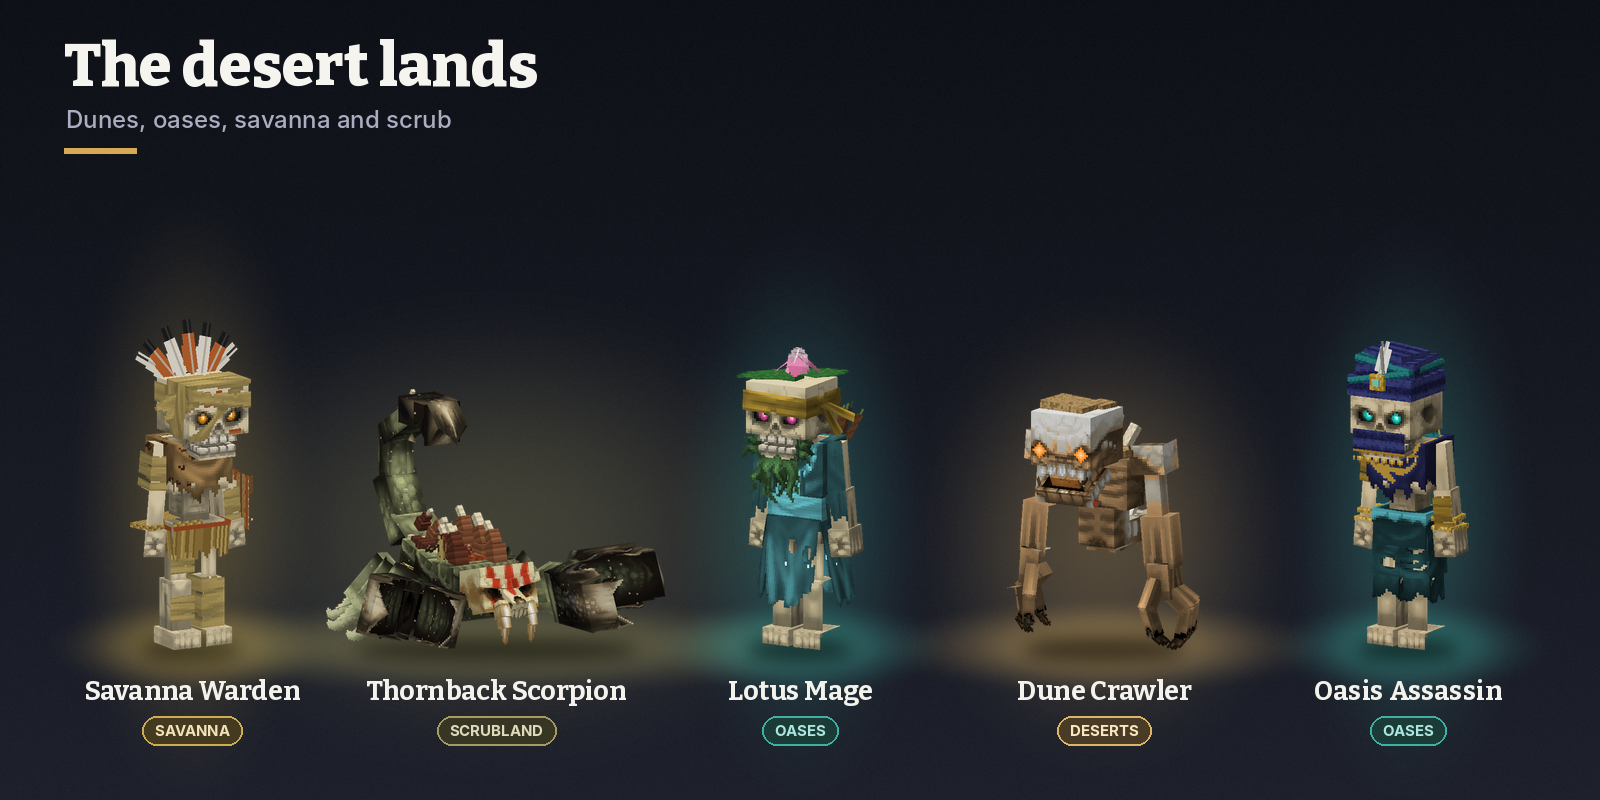 The desert lands
Dunes, oases, savanna and scrub
Savanna Warden
SAVANNA
Thornback Scorpion
SCRUBLAND
Lotus Mage
OASES
Dune Crawler
DESERTS
Oasis Assassin
OASES